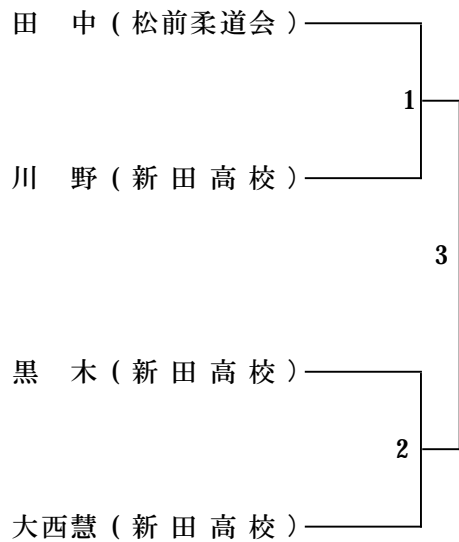 田　中 ( 松前柔道会 )
1
川　野 ( 新 田 高 校 )
3
黒　木 ( 新 田 高 校 )
2
大西慧 ( 新 田 高 校 )